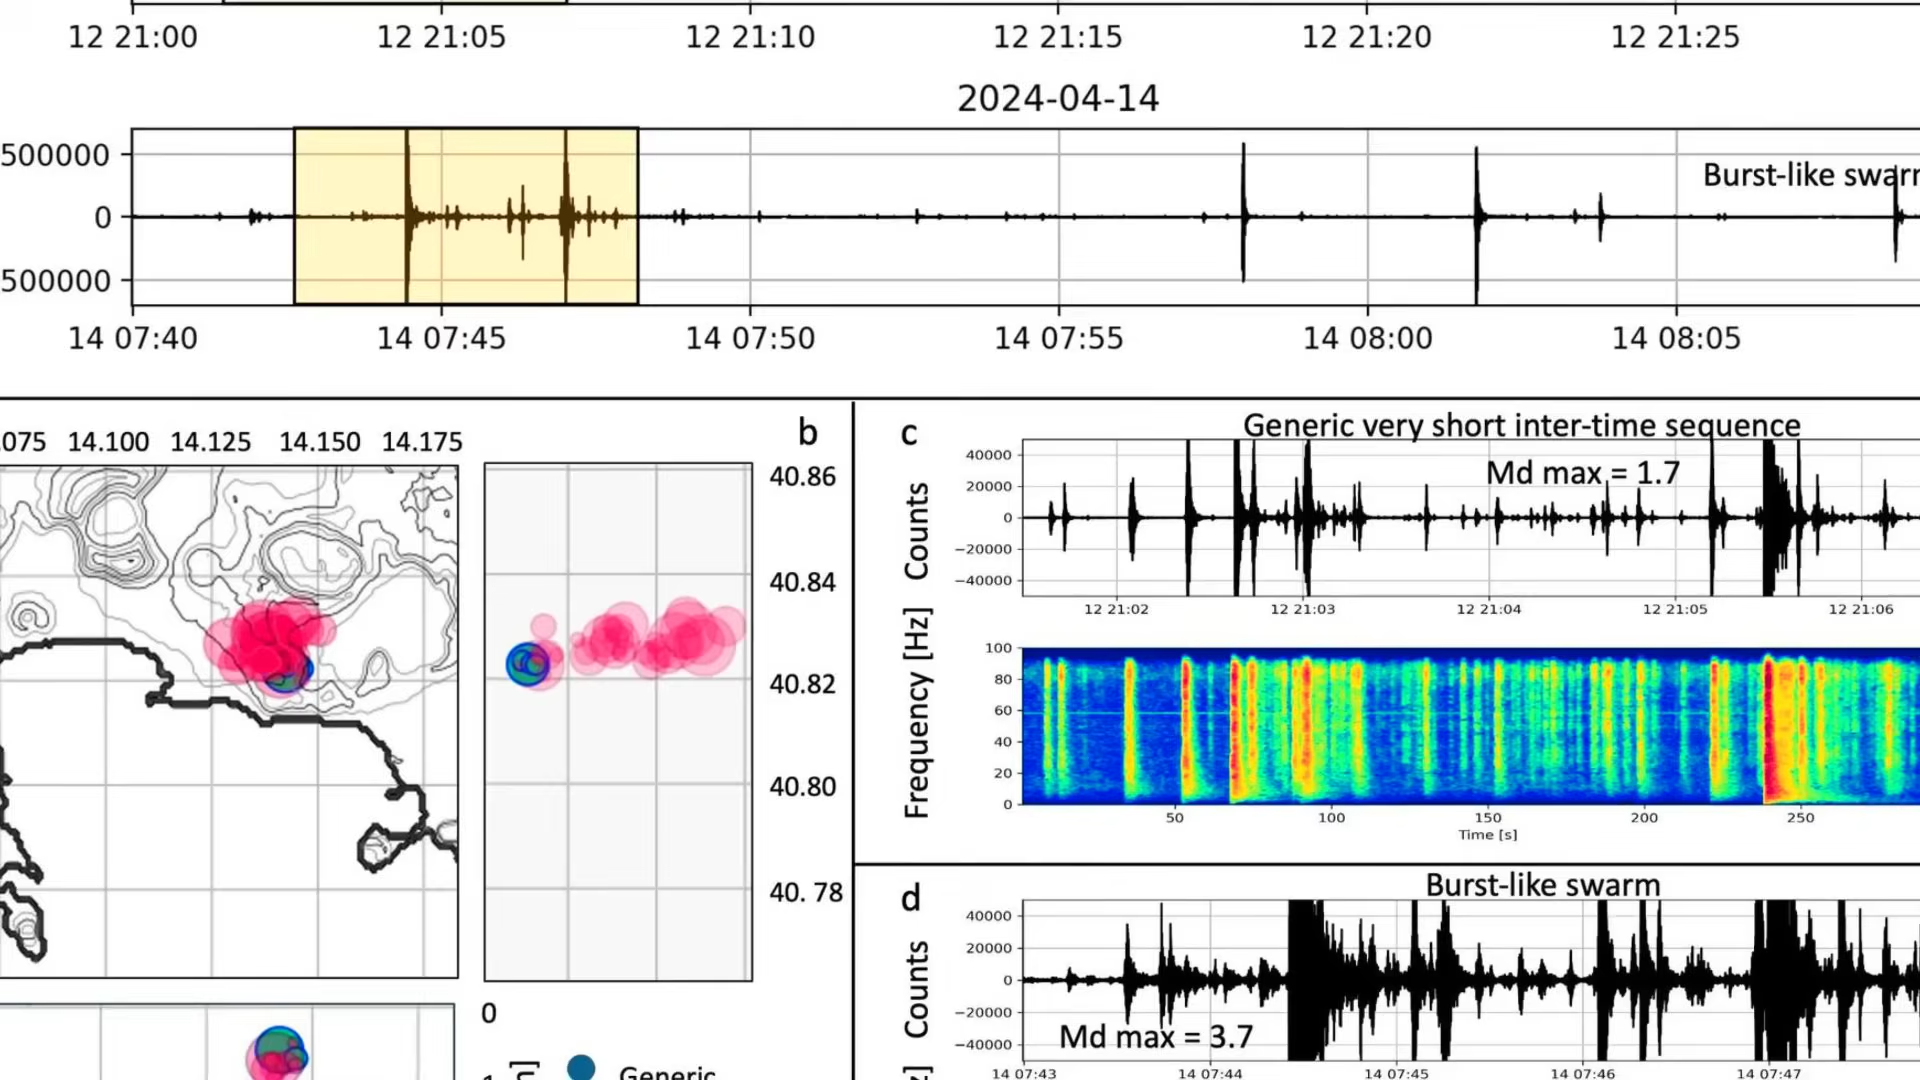 12 21:00 12 21:05 12 21:10 12 21:15 12 21:20 12 21:25
2024-04-14
500000
0
500000
Burst-like swarm
14 07:40 14 07:45 14 07:50 14 07:55 14 08:00 14 08:05
075 14.100 14.125 14.150 14.175
b
40.86
40.84
40.82
40.80
40. 78
0
Generic
c
Generic very short inter-time sequence
Md max = 1.7
Counts
40000
20000
0
−20000
−40000
12 21:02 12 21:03 12 21:04 12 21:05 12 21:06
Frequency [Hz]
100
80
60
40
20
0
50 100 150 200 250
Time [s]
d
Burst-like swarm
Counts
40000
20000
0
−20000
−40000
Md max = 3.7
14 07:43 14 07:44 14 07:45 14 07:46 14 07:47